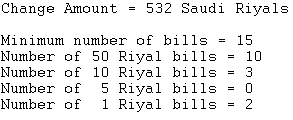 Change Amount = 532 Saudi Riyals
Minimum number of bills = 15
Number of 50 Riyal bills = 10
Number of 10 Riyal bills = 3
Number of  5 Riyal bills = 0
Number of  1 Riyal bills = 2